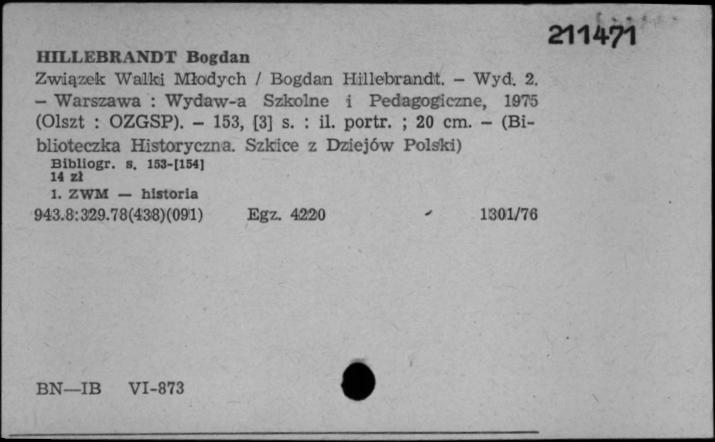 211471
HILLEBRANDT Bogdan
Związek Walki Młodych / Bogdan Hillebrandt. – Wyd. 2.
– Warszawa : Wydaw-a Szkolne i Pedagogiczne, 1975
(Olszt : OZGSP). – 153, [3] s. : il. portr. ; 20 cm. – (Bi-
blioteczka Historyczna. Szkice z Dziejów Polski)
Bibliogr. s. 153-[154]
14 zł
1. ZWM — historia
943.8:329.78(438)(091) Egz. 4220 1301/76
BN—IB VI-873